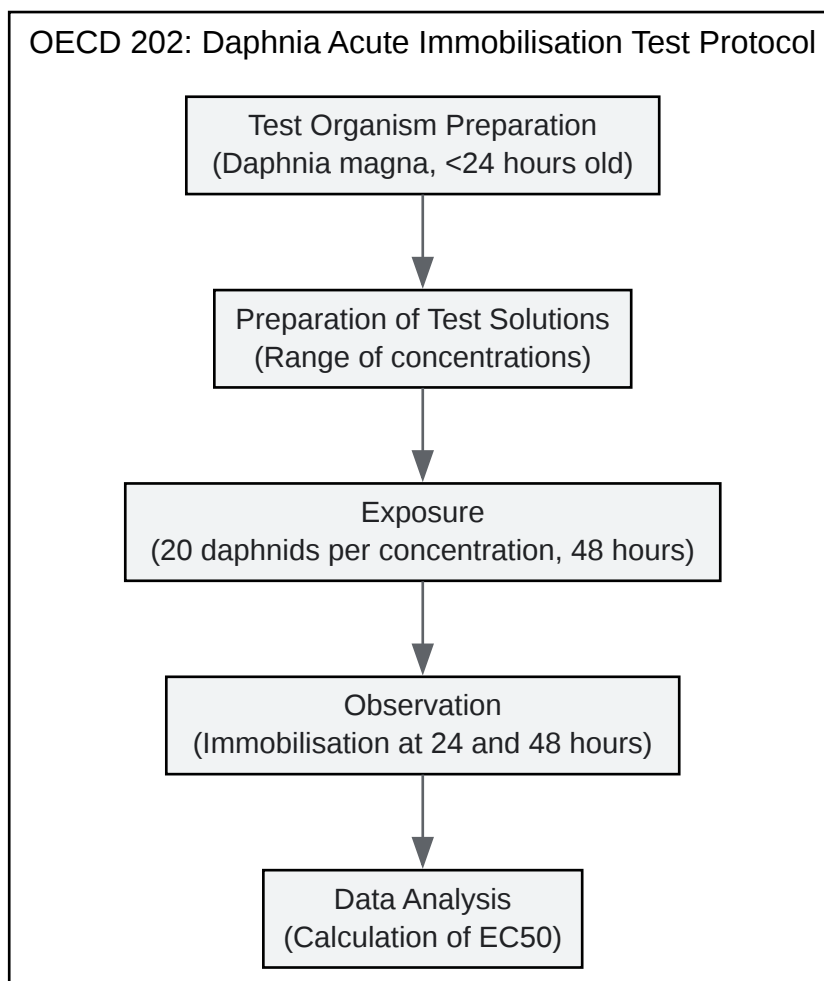 OECD 202: Daphnia Acute Immobilisation Test Protocol
Test Organism Preparation
(Daphnia magna, <24 hours old)
Preparation of Test Solutions
(Range of concentrations)
Exposure
(20 daphnids per concentration, 48 hours)
Observation
(Immobilisation at 24 and 48 hours)
Data Analysis
(Calculation of EC50)